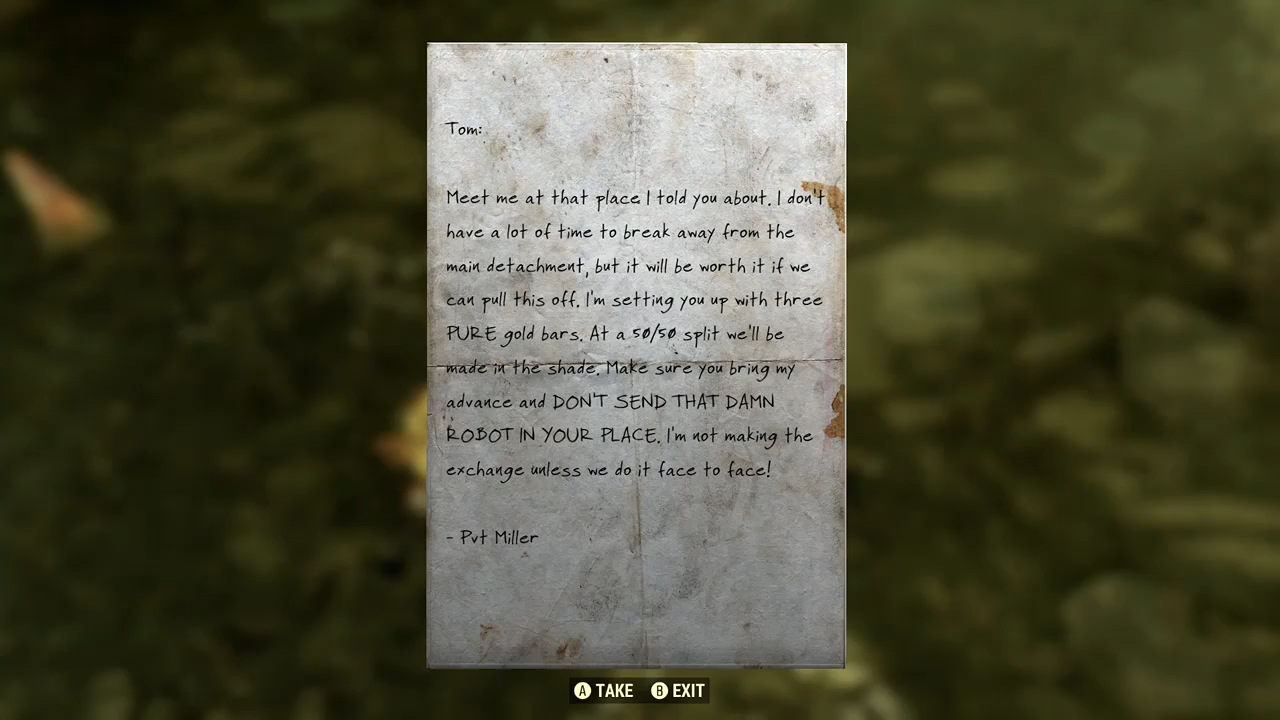 Tom:
Meet me at that place I told you about. I don't
have a lot of time to break away from the
main detachment, but it will be worth it if we
can pull this off. I'm setting you up with three
PURE gold bars. At a 50/50 split we'll be
made in the shade. Make sure you bring my
advance and DON'T SEND THAT DAMN
ROBOT IN YOUR PLACE. I'm not making the
exchange unless we do it face to face!
- Pvt Miller
A TAKE B EXIT